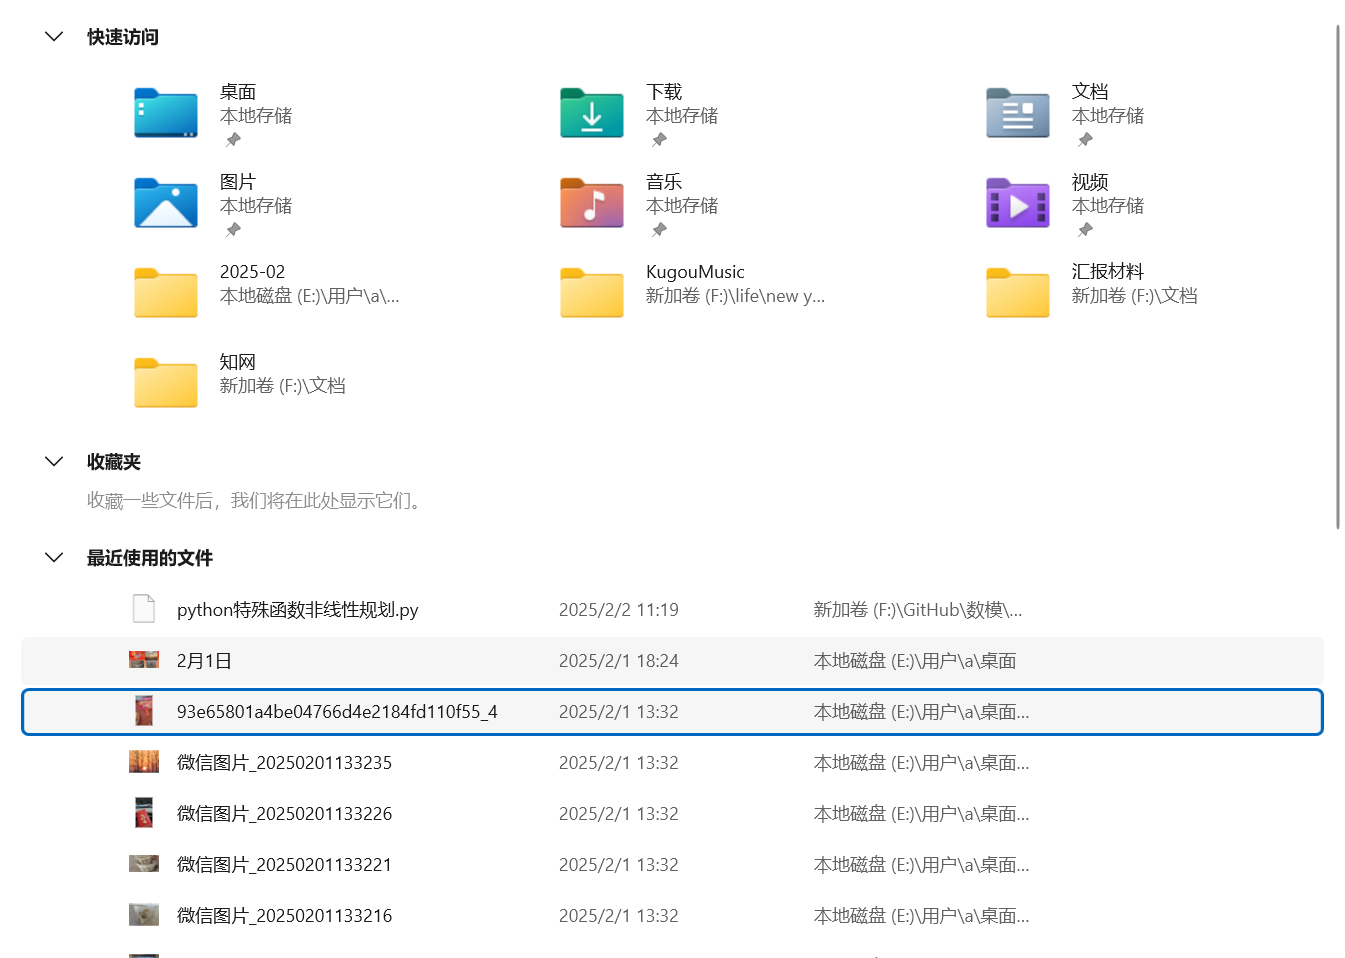 快速访问
桌面
本地存储
下载
本地存储
文档
本地存储
图片
本地存储
音乐
本地存储
视频
本地存储
2025-02
本地磁盘 (E:)\用户\a\...
KugouMusic
新加卷 (F:)\life\new y...
汇报材料
新加卷 (F:)\文档
知网
新加卷 (F:)\文档
收藏夹
收藏一些文件后，我们将在此处显示它们。
最近使用的文件
python特殊函数非线性规划.py 2025/2/2 11:19 新加卷 (F:)\GitHub\数模\...
2月1日 2025/2/1 18:24 本地磁盘 (E:)\用户\a\桌面
93e65801a4be04766d4e2184fd110f55_4 2025/2/1 13:32 本地磁盘 (E:)\用户\a\桌面...
微信图片_20250201133235 2025/2/1 13:32 本地磁盘 (E:)\用户\a\桌面...
微信图片_20250201133226 2025/2/1 13:32 本地磁盘 (E:)\用户\a\桌面...
微信图片_20250201133221 2025/2/1 13:32 本地磁盘 (E:)\用户\a\桌面...
微信图片_20250201133216 2025/2/1 13:32 本地磁盘 (E:)\用户\a\桌面...